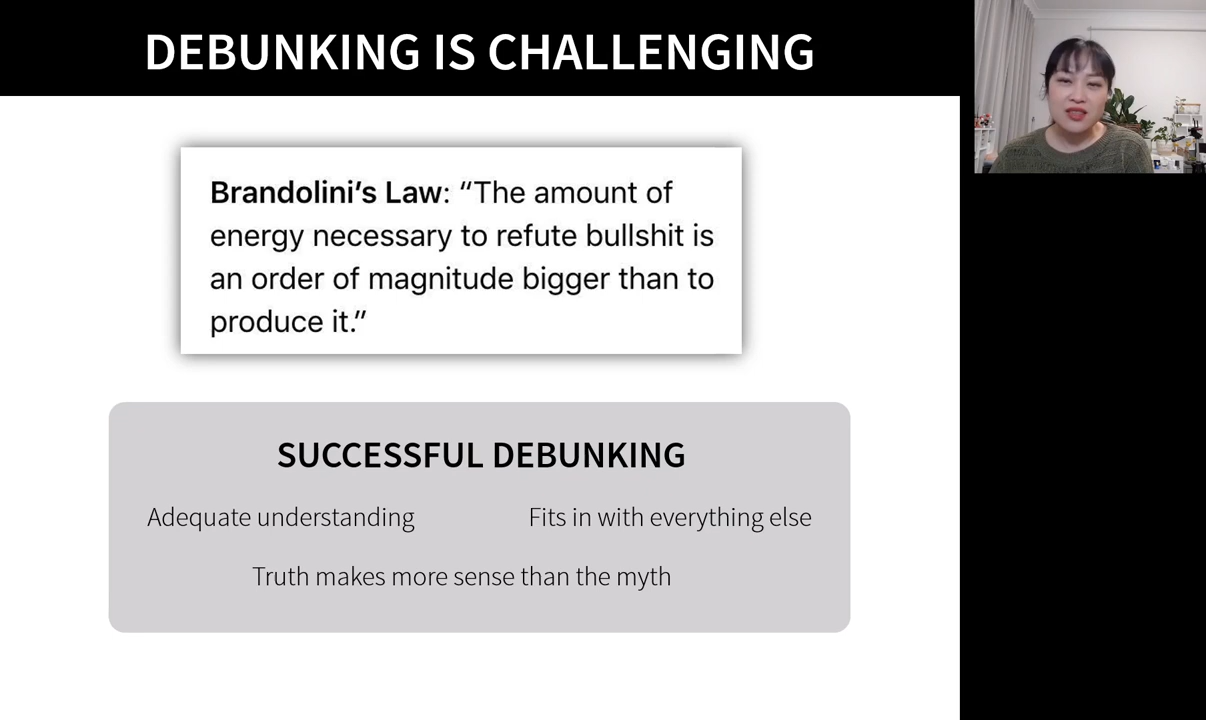 DEBUNKING IS CHALLENGING
Brandolini’s Law: “The amount of
energy necessary to refute bullshit is
an order of magnitude bigger than to
produce it.”
SUCCESSFUL DEBUNKING
Adequate understanding
Fits in with everything else
Truth makes more sense than the myth